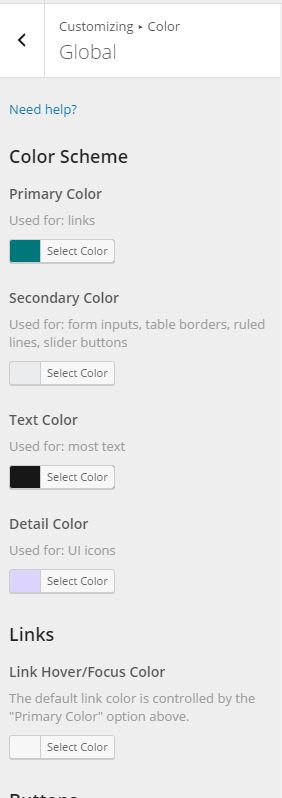 Customizing ▸ Color
Global
Need help?
Color Scheme
Primary Color
Used for: links
Select Color
Secondary Color
Used for: form inputs, table borders, ruled
lines, slider buttons
Select Color
Text Color
Used for: most text
Select Color
Detail Color
Used for: UI icons
Select Color
Links
Link Hover/Focus Color
The default link color is controlled by the
"Primary Color" option above.
Select Color
Buttons